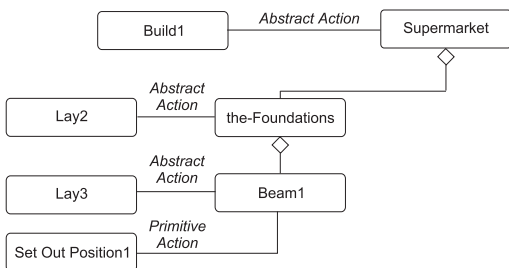 Build1
Abstract Action
Supermarket
Lay2
Abstract
Action
the-Foundations
Lay3
Abstract
Action
Beam1
Set Out Position1
Primitive
Action